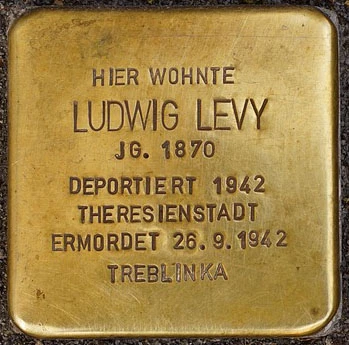 HIER WOHNTE
LUDWIG LEVY
JG. 1870
DEPORTIERT 1942
THERESIENSTADT
ERMORDET 26.9.1942
TREBLINKA